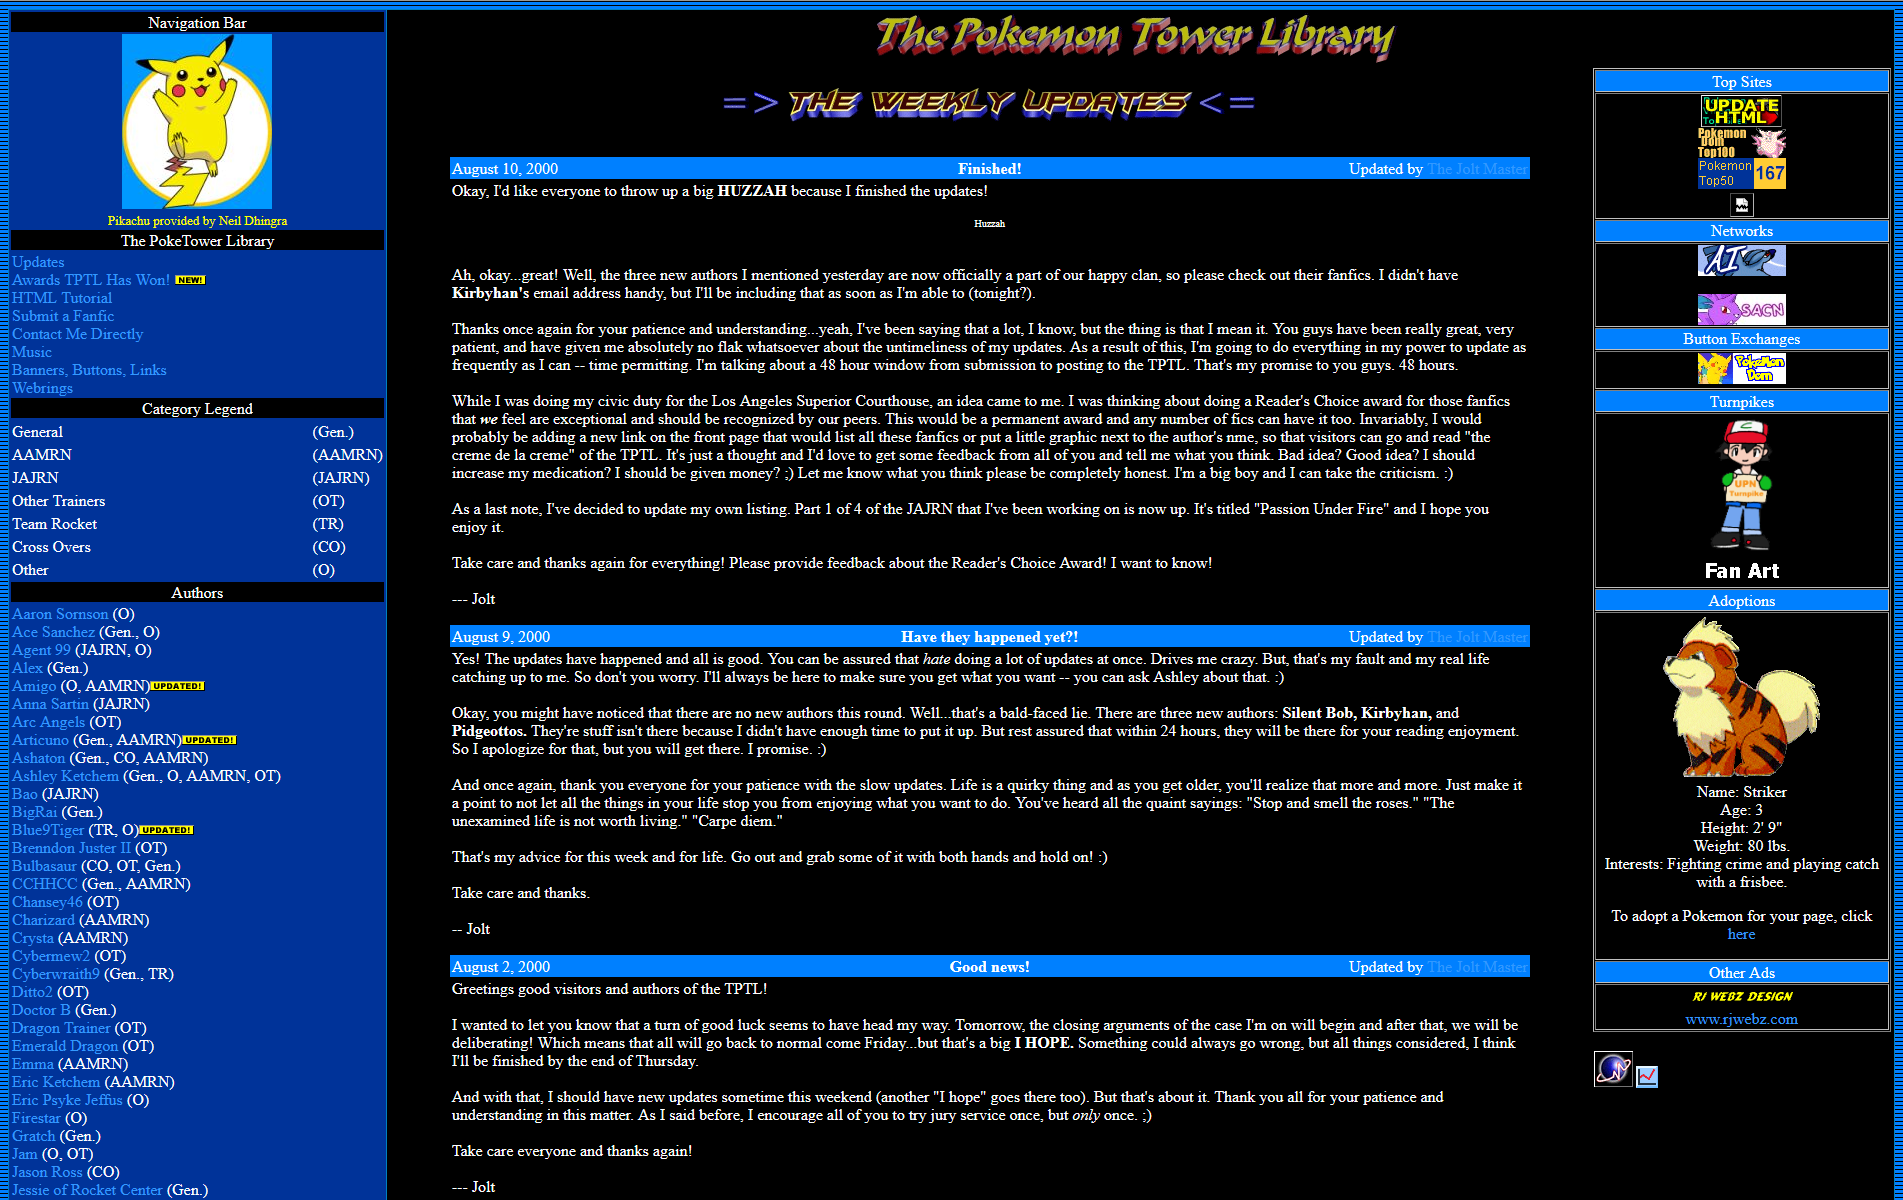 Navigation Bar
Pikachu provided by Neil Dhingra
The PokeTower Library
Updates
Awards TPTL Has Won! NEW!
HTML Tutorial
Submit a Fanfic
Contact Me Directly
Music
Banners, Buttons, Links
Webrings
Category Legend
General (Gen.)
AAMRN (AAMRN)
JAJRN (JAJRN)
Other Trainers (OT)
Team Rocket (TR)
Cross Overs (CO)
Other (O)
Authors
Aaron Sornson (O)
Ace Sanchez (Gen., O)
Agent 99 (JAJRN, O)
Alex (Gen.)
Amigo (O, AAMRN) UPDATED!
Anna Sartin (JAJRN)
Arc Angels (OT)
Articuno (Gen., AAMRN) UPDATED!
Ashaton (Gen., CO, AAMRN)
Ashley Ketchem (Gen., O, AAMRN, OT)
Bao (JAJRN)
BigRai (Gen.)
Blue9Tiger (TR, O) UPDATED!
Brenndon Juster II (OT)
Bulbasaur (CO, OT, Gen.)
CCHHCC (Gen., AAMRN)
Chansey46 (OT)
Charizard (AAMRN)
Crysta (AAMRN)
Cybermew2 (OT)
Cyberwraith9 (Gen., TR)
Ditto2 (OT)
Doctor B (Gen.)
Dragon Trainer (OT)
Emerald Dragon (OT)
Emma (AAMRN)
Eric Ketchem (AAMRN)
Eric Psyke Jeffus (O)
Firestar (O)
Gratch (Gen.)
Jam (O, OT)
Jason Ross (CO)
Jessie of Rocket Center (Gen.)
The Pokemon Tower Library
=> THE WEEKLY UPDATES <=
August 10, 2000 Finished! Updated by The Jolt Master
Okay, I'd like everyone to throw up a big HUZZAH because I finished the updates!
Huzzah
Ah, okay...great! Well, the three new authors I mentioned yesterday are now officially a part of our happy clan, so please check out their fanfics. I didn't have
Kirbyhan's email address handy, but I'll be including that as soon as I'm able to (tonight?).
Thanks once again for your patience and understanding...yeah, I've been saying that a lot, I know, but the thing is that I mean it. You guys have been really great, very
patient, and have given me absolutely no flak whatsoever about the untimeliness of my updates. As a result of this, I'm going to do everything in my power to update as
frequently as I can -- time permitting. I'm talking about a 48 hour window from submission to posting to the TPTL. That's my promise to you guys. 48 hours.
While I was doing my civic duty for the Los Angeles Superior Courthouse, an idea came to me. I was thinking about doing a Reader's Choice award for those fanfics
that we feel are exceptional and should be recognized by our peers. This would be a permanent award and any number of fics can have it too. Invariably, I would
probably be adding a new link on the front page that would list all these fanfics or put a little graphic next to the author's nme, so that visitors can go and read "the
creme de la creme" of the TPTL. It's just a thought and I'd love to get some feedback from all of you and tell me what you think. Bad idea? Good idea? I should
increase my medication? I should be given money? ;) Let me know what you think please be completely honest. I'm a big boy and I can take the criticism. :)
As a last note, I've decided to update my own listing. Part 1 of 4 of the JAJRN that I've been working on is now up. It's titled "Passion Under Fire" and I hope you
enjoy it.
Take care and thanks again for everything! Please provide feedback about the Reader's Choice Award! I want to know!
--- Jolt
August 9, 2000 Have they happened yet?! Updated by The Jolt Master
Yes! The updates have happened and all is good. You can be assured that hate doing a lot of updates at once. Drives me crazy. But, that's my fault and my real life
catching up to me. So don't you worry. I'll always be here to make sure you get what you want -- you can ask Ashley about that. :)
Okay, you might have noticed that there are no new authors this round. Well...that's a bald-faced lie. There are three new authors: Silent Bob, Kirbyhan, and
Pidgeottos. They're stuff isn't there because I didn't have enough time to put it up. But rest assured that within 24 hours, they will be there for your reading enjoyment.
So I apologize for that, but you will get there. I promise. :)
And once again, thank you everyone for your patience with the slow updates. Life is a quirky thing and as you get older, you'll realize that more and more. Just make it
a point to not let all the things in your life stop you from enjoying what you want to do. You've heard all the quaint sayings: "Stop and smell the roses." "The
unexamined life is not worth living." "Carpe diem."
That's my advice for this week and for life. Go out and grab some of it with both hands and hold on! :)
Take care and thanks.
-- Jolt
August 2, 2000 Good news! Updated by The Jolt Master
Greetings good visitors and authors of the TPTL!
I wanted to let you know that a turn of good luck seems to have head my way. Tomorrow, the closing arguments of the case I'm on will begin and after that, we will be
deliberating! Which means that all will go back to normal come Friday...but that's a big I HOPE. Something could always go wrong, but all things considered, I think
I'll be finished by the end of Thursday.
And with that, I should have new updates sometime this weekend (another "I hope" goes there too). But that's about it. Thank you all for your patience and
understanding in this matter. As I said before, I encourage all of you to try jury service once, but only once. ;)
Take care everyone and thanks again!
--- Jolt
Top Sites
UPDATE
To HTML
Pokemon
Dom
Top100
Pokemon
Top50 167
Networks
AI
SACN
Button Exchanges
Pokemon
Dom
Turnpikes
UPN
Turnpike
Fan Art
Adoptions
Name: Striker
Age: 3
Height: 2' 9"
Weight: 80 lbs.
Interests: Fighting crime and playing catch
with a frisbee.
To adopt a Pokemon for your page, click
here
Other Ads
RJ WEBZ DESIGN
www.rjwebz.com
N